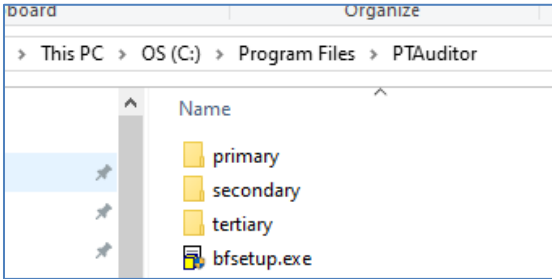 board
Organize
> This PC > OS (C:) > Program Files > PTAuditor
Name
primary
secondary
tertiary
bfsetup.exe